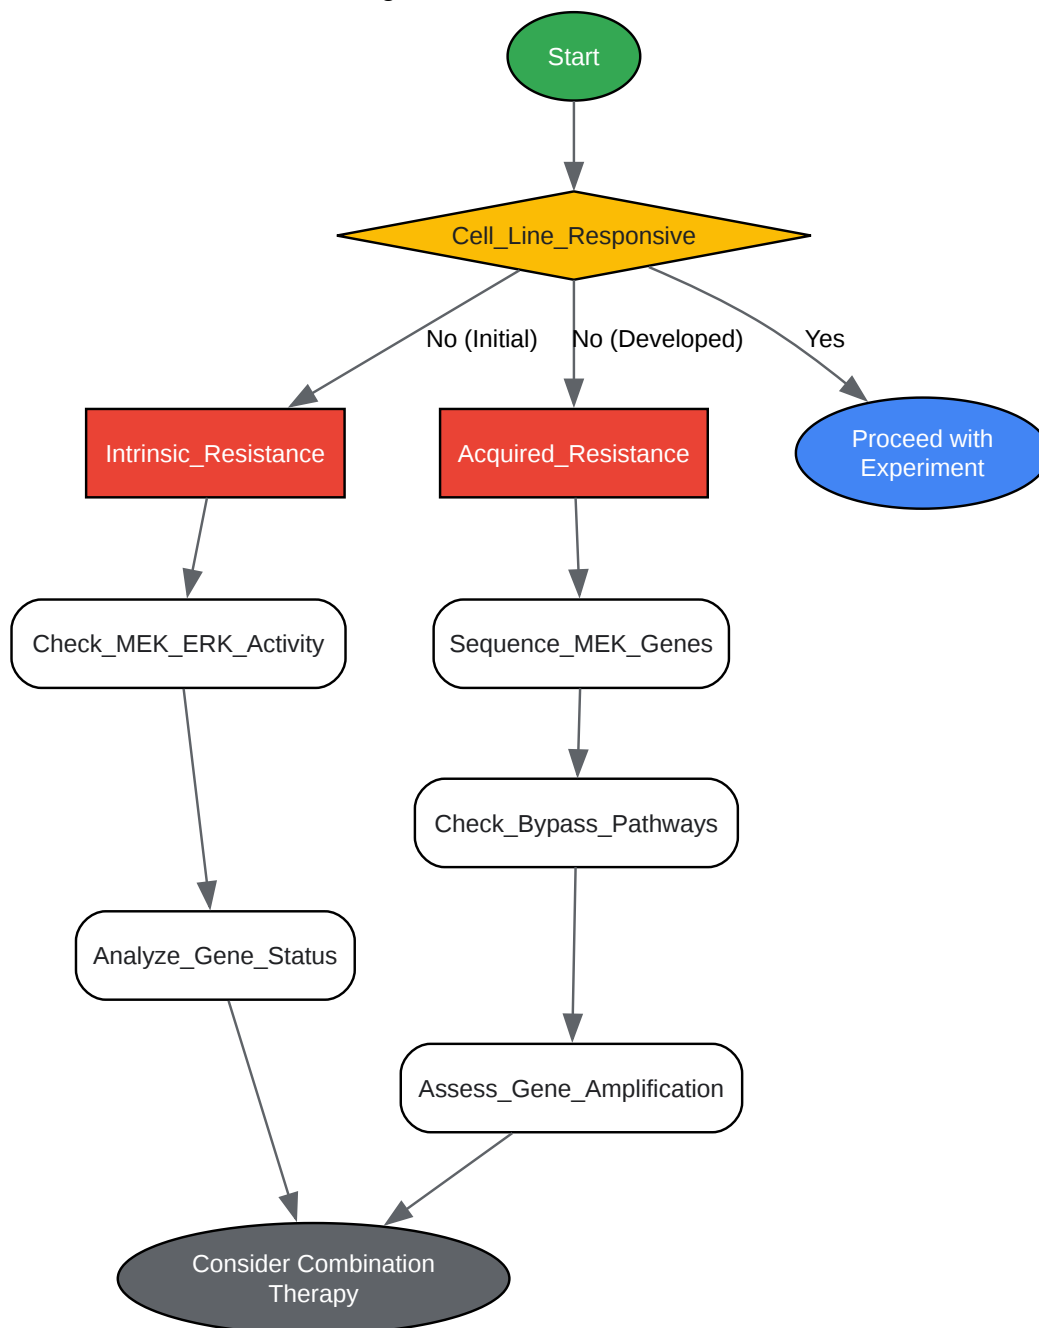 Start
Cell_Line_Responsive
No (Initial)
No (Developed)
Yes
Intrinsic_Resistance
Acquired_Resistance
Proceed with
Experiment
Check_MEK_ERK_Activity
Sequence_MEK_Genes
Check_Bypass_Pathways
Analyze_Gene_Status
Assess_Gene_Amplification
Consider Combination
Therapy